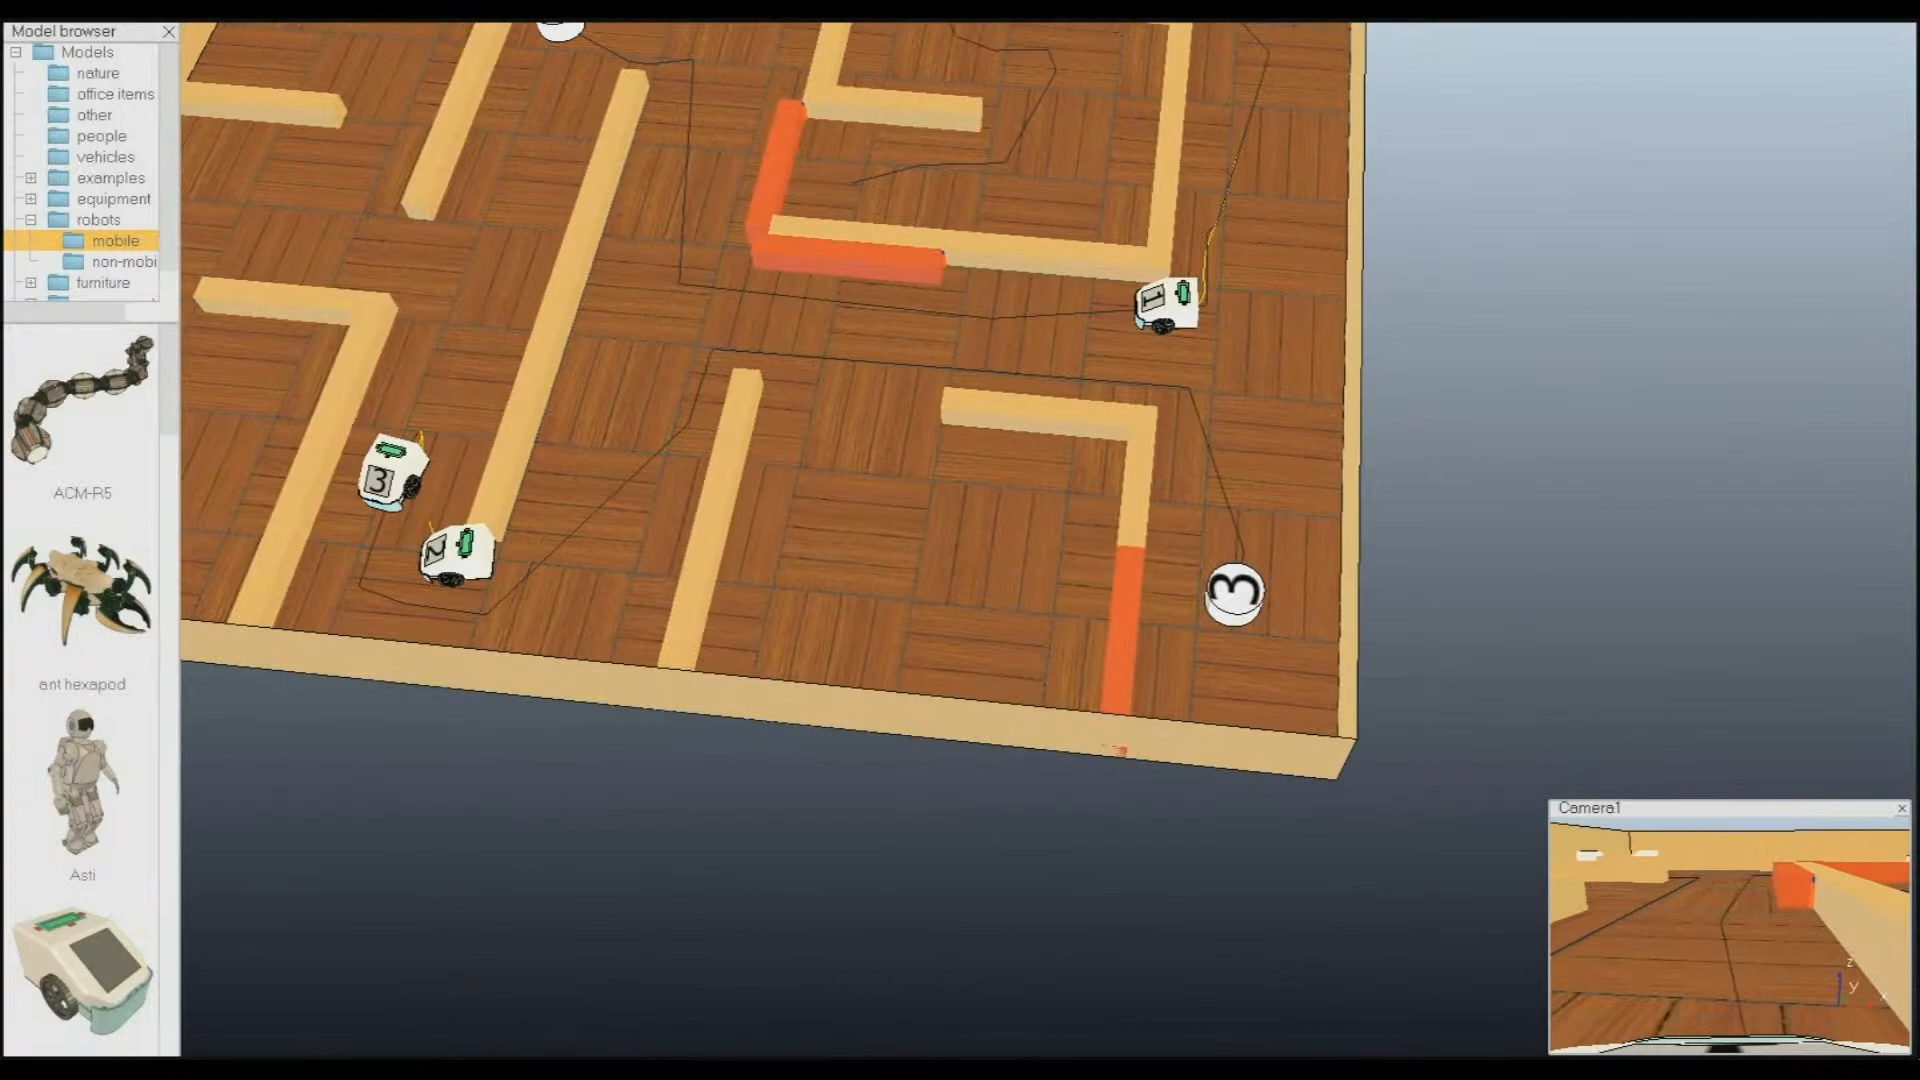 Model browser
Models
nature
office items
other
people
vehicles
examples
equipment
robots
mobile
non-mobi
furniture
ACM-R5
ant hexapod
Asti
1
3
2
3
Camera1
z
y
x